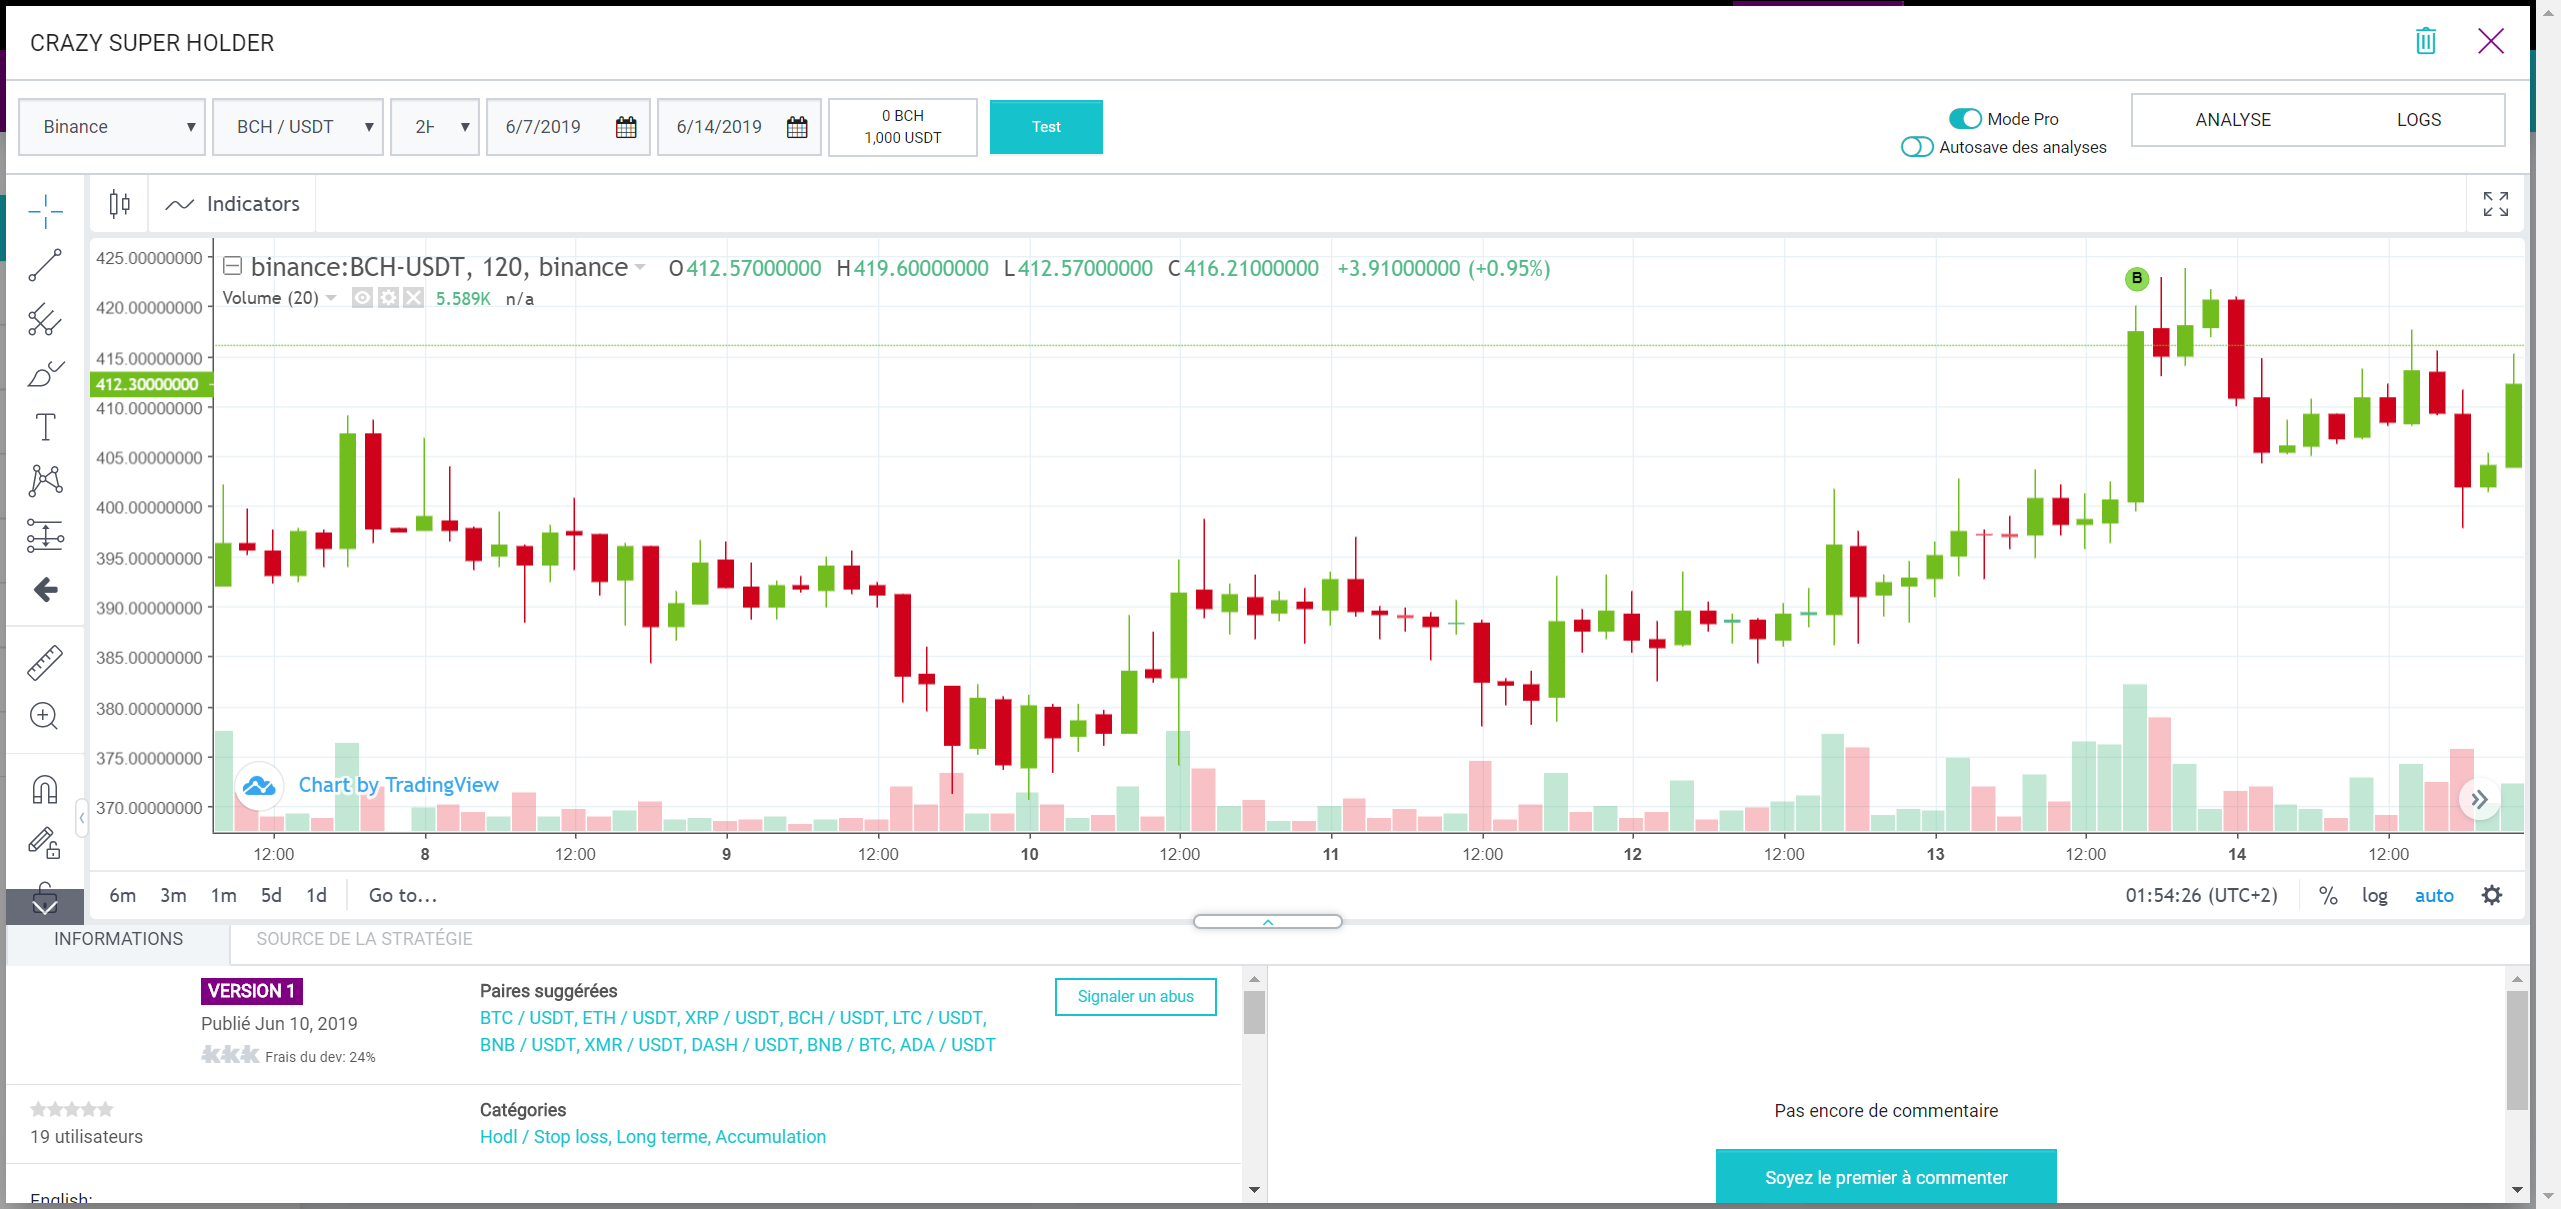 CRAZY SUPER HOLDER
Binance
BCH / USDT
6/7/2019
6/14/2019
0 BCH
1,000 USDT
Test
Mode Pro
Autosave des analyses
ANALYSE
LOGS
Indicators
binance:BCH-USDT, 120, binance O412.57000000 H419.60000000 L412.57000000 C416.21000000 +3.91000000 (+0.95%)
Volume (20) 5.589K n/a
B
425.00000000
420.00000000
415.00000000
412.30000000
410.00000000
405.00000000
400.00000000
395.00000000
390.00000000
385.00000000
380.00000000
375.00000000
370.00000000
Chart by TradingView
12:00 8 12:00 9 12:00 10 12:00 11 12:00 12 12:00 13 12:00 14 12:00
6m 3m 1m 5d 1d Go to... 01:54:26 (UTC+2) % log auto
INFORMATIONS
SOURCE DE LA STRATÉGIE
VERSION 1
Publié Jun 10, 2019
Frais du dev: 24%
Paires suggérées
BTC / USDT, ETH / USDT, XRP / USDT, BCH / USDT, LTC / USDT,
BNB / USDT, XMR / USDT, DASH / USDT, BNB / BTC, ADA / USDT
Signaler un abus
19 utilisateurs
Catégories
Hodl / Stop loss, Long terme, Accumulation
English:
Pas encore de commentaire
Soyez le premier à commenter